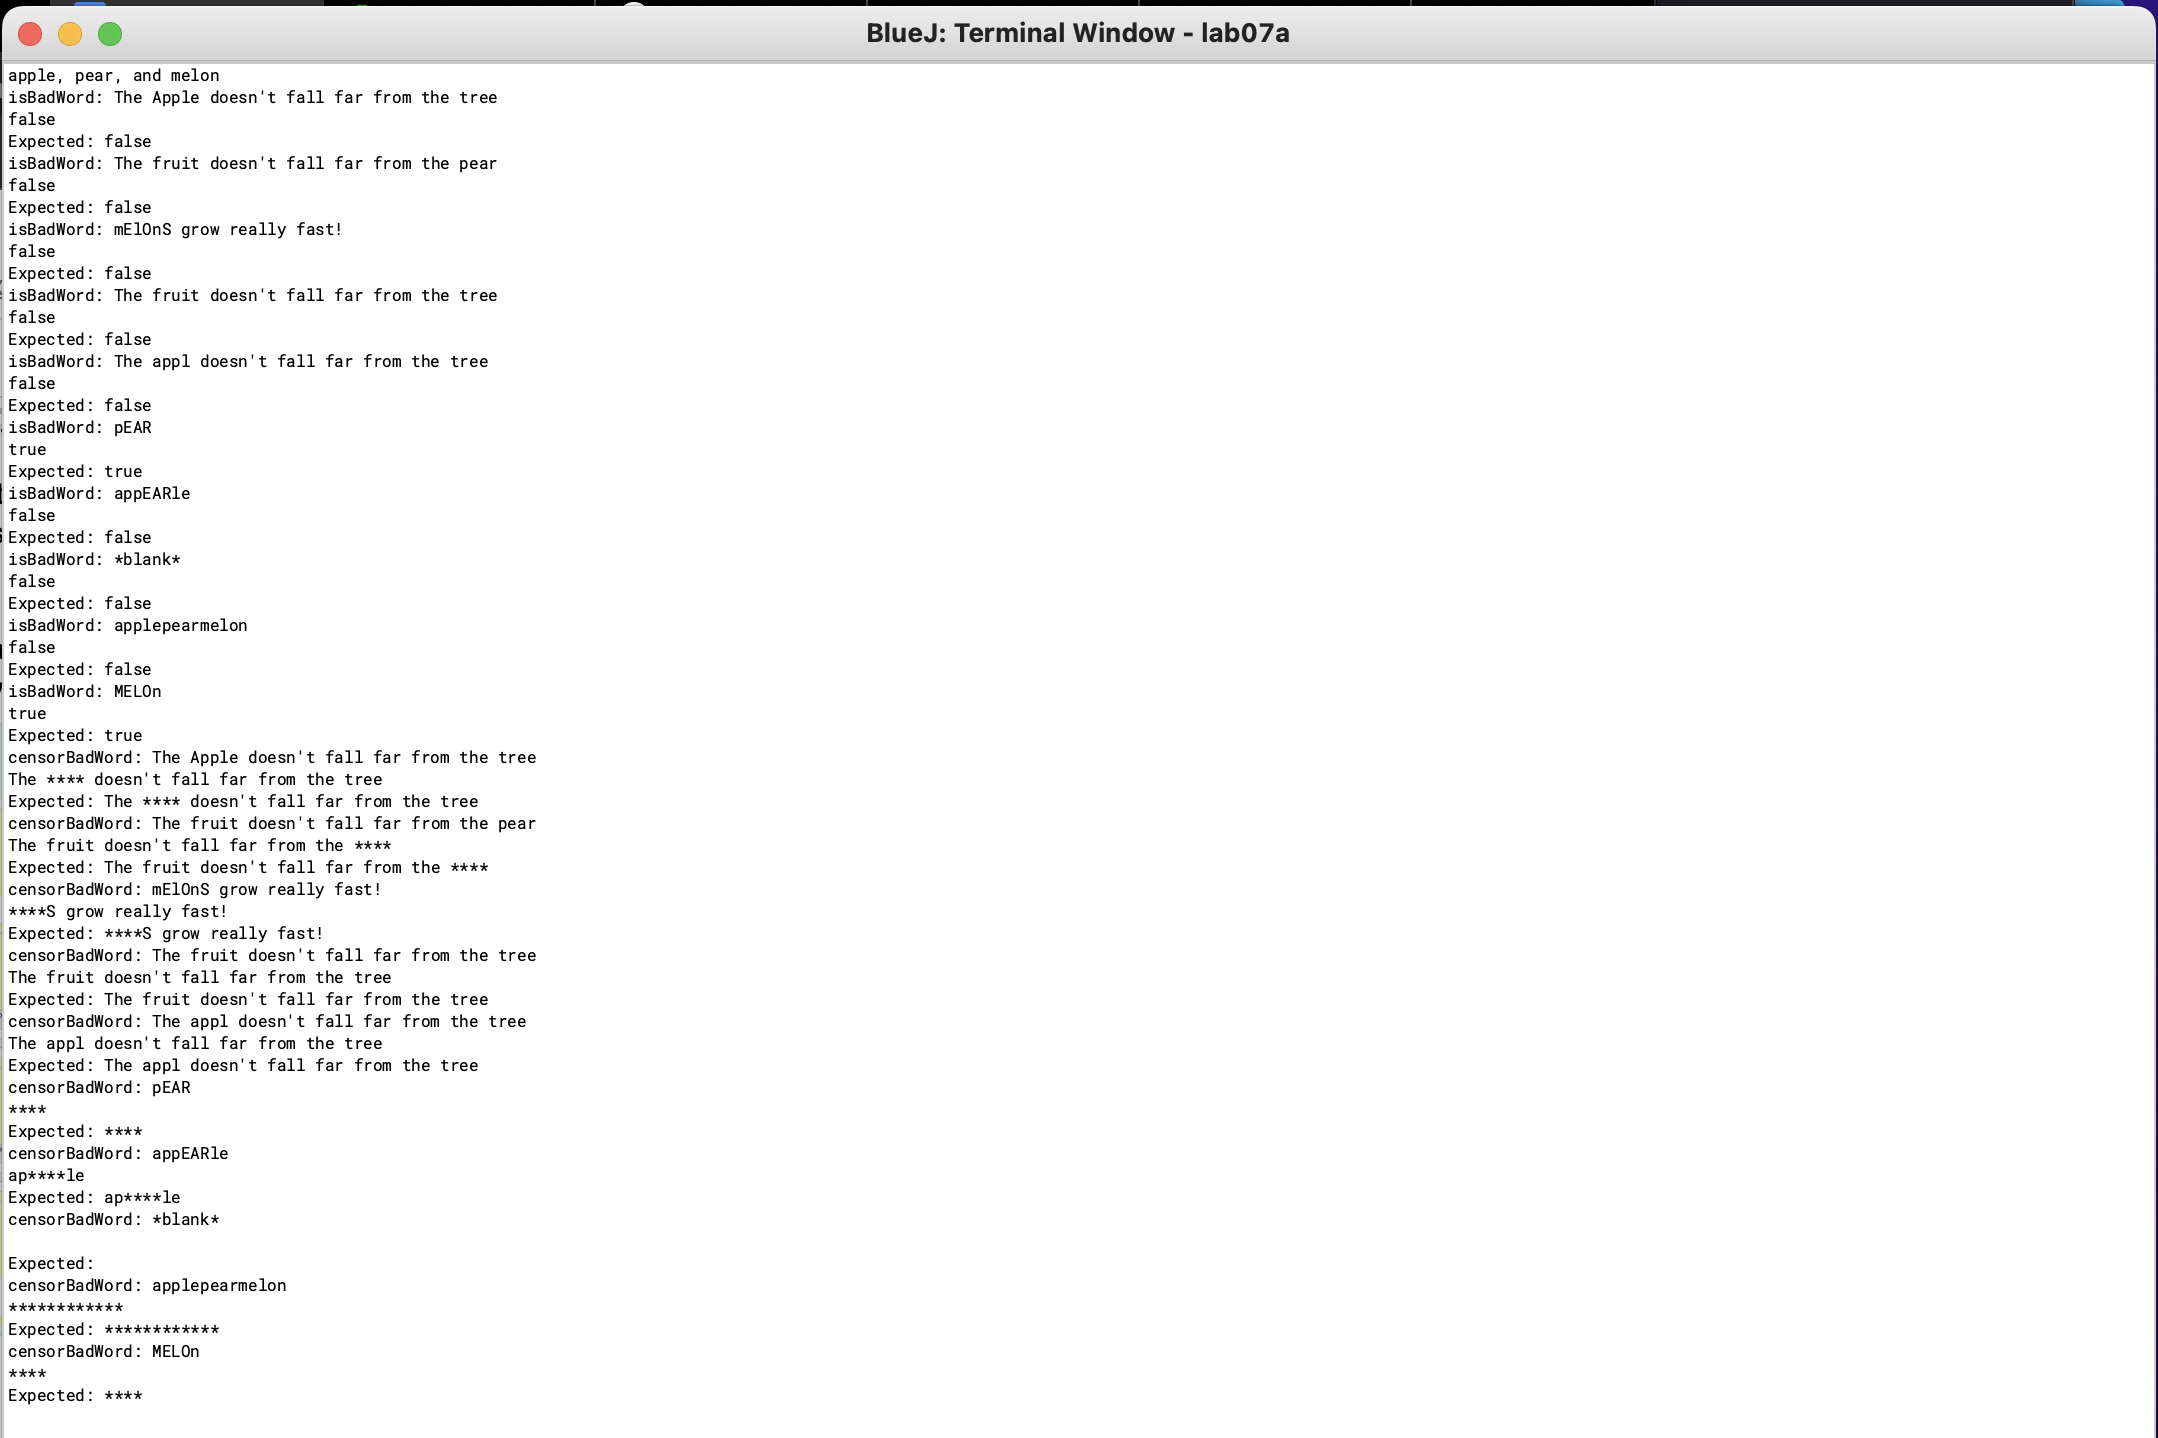 BlueJ: Terminal Window - lab07a
apple, pear, and melon
isBadWord: The Apple doesn't fall far from the tree
false
Expected: false
isBadWord: The fruit doesn't fall far from the pear
false
Expected: false
isBadWord: mElOnS grow really fast!
false
Expected: false
isBadWord: The fruit doesn't fall far from the tree
false
Expected: false
isBadWord: The appl doesn't fall far from the tree
false
Expected: false
isBadWord: pEAR
true
Expected: true
isBadWord: appEARle
false
Expected: false
isBadWord: *blank*
false
Expected: false
isBadWord: applepearmelon
false
Expected: false
isBadWord: MELOn
true
Expected: true
censorBadWord: The Apple doesn't fall far from the tree
The **** doesn't fall far from the tree
Expected: The **** doesn't fall far from the tree
censorBadWord: The fruit doesn't fall far from the pear
The fruit doesn't fall far from the ****
Expected: The fruit doesn't fall far from the ****
censorBadWord: mElOnS grow really fast!
****S grow really fast!
Expected: ****S grow really fast!
censorBadWord: The fruit doesn't fall far from the tree
The fruit doesn't fall far from the tree
Expected: The fruit doesn't fall far from the tree
censorBadWord: The appl doesn't fall far from the tree
The appl doesn't fall far from the tree
Expected: The appl doesn't fall far from the tree
censorBadWord: pEAR
****
Expected: ****
censorBadWord: appEARle
ap****le
Expected: ap****le
censorBadWord: *blank*

Expected:
censorBadWord: applepearmelon
************
Expected: ************
censorBadWord: MELOn
****
Expected: ****